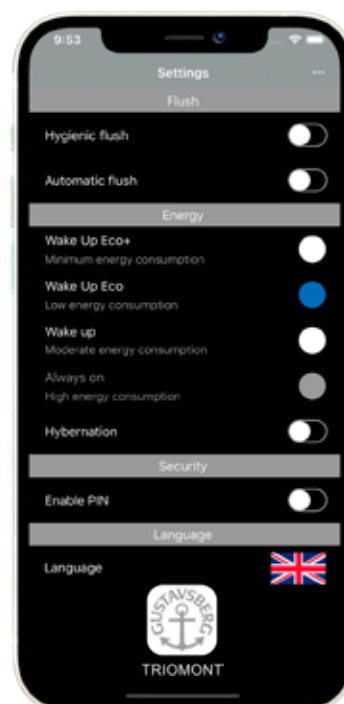 9:53
Settings
...
Flush
Hygienic flush
Automatic flush
Energy
Wake Up Eco+
Minimum energy consumption
Wake Up Eco
Low energy consumption
Wake up
Moderate energy consumption
Always on
High energy consumption
Hybernation
Security
Enable PIN
Language
Language
GUSTAVSBERG
TRIOMONT